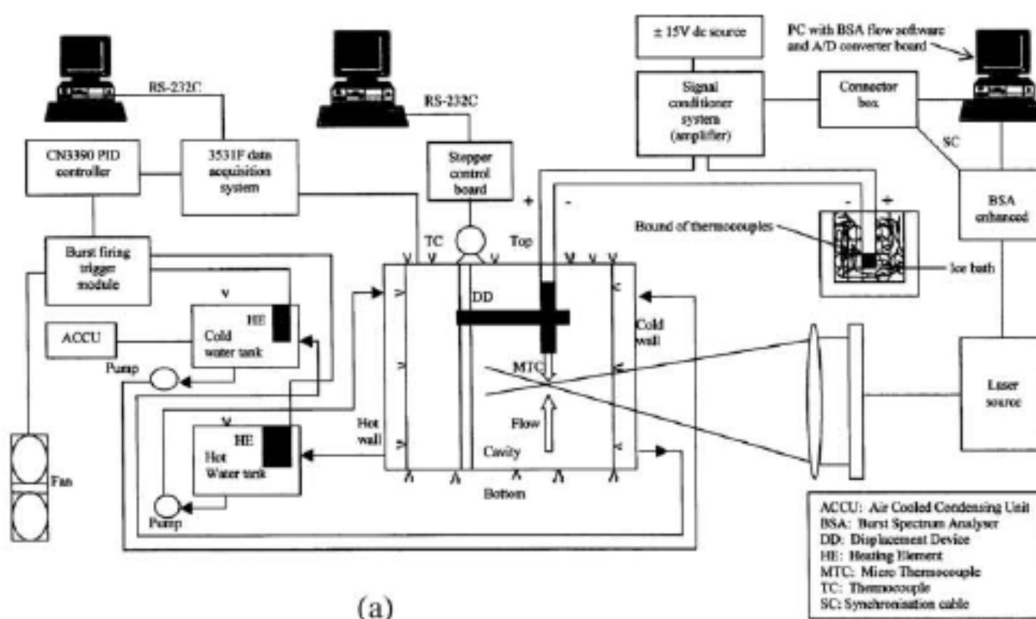 RS-232C
RS-232C
± 15V dc source
PC with BSA flow software
and A/D converter board
Signal
conditioner
system
(amplifier)
Connector
box
SC
CN3390 PID
controller
3531F data
acquisition
system
Stepper
control
board
BSA
enhanced
Burst firing
trigger
module
TC
Top
+
-
-
+
Bound of thermocouples
Ice bath
HE
Cold
water tank
ACCU
Pump
DD
Cold
wall
MTC
Laser
source
Hot
wall
Flow
HE
Hot
Water tank
Cavity
Fan
Pump
Bottom
ACCU: Air Cooled Condensing Unit
BSA: Burst Spectrum Analyser
DD: Displacement Device
HE: Heating Element
MTC: Micro Thermocouple
TC: Thermocouple
SC: Synchronisation cable
(a)